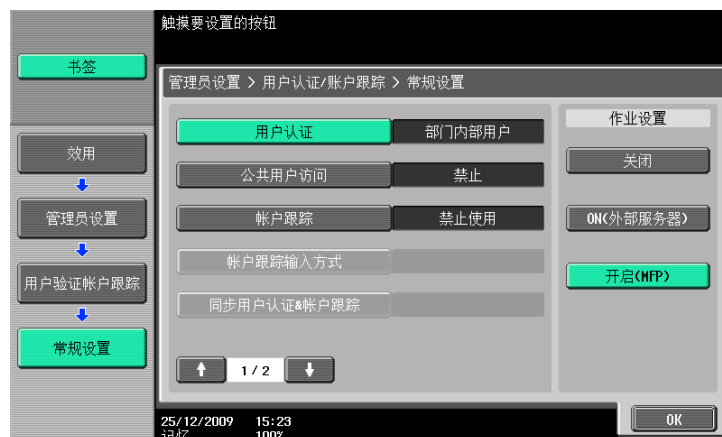 触摸要设置的按钮
书签
管理员设置 > 用户认证/账户跟踪 > 常规设置
作业设置
用户认证 部门内部用户
效用
关闭
公共用户访问 禁止
管理员设置
帐户跟踪 禁止使用
ON(外部服务器)
帐户跟踪输入方式
用户验证帐户跟踪
开启(MFP)
同步用户认证&帐户跟踪
常规设置
1/2
25/12/2009 15:23
OK
记忆 100%